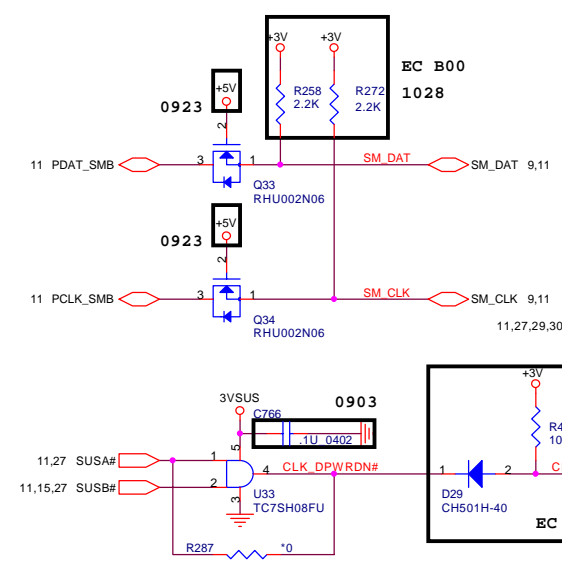 +3V +3V
EC B00
1028
R258
2.2K
R272
2.2K
+5V
0923
2
11 PDAT_SMB 3 1 SM_DAT SM_DAT 9,11
Q33
RHU002N06
+5V
0923
2
11 PCLK_SMB 3 1 SM_CLK SM_CLK 9,11
Q34
RHU002N06
11,27,29,30
3VSUS
0903
C766
.1U_0402
+3V
R4
10
5
11,27 SUSA# 1
4 CLK_DPWRDN# 1 2 C
11,15,27 SUSB# 2
3
U33
TC7SH08FU
D29
CH501H-40
EC
R287 *0